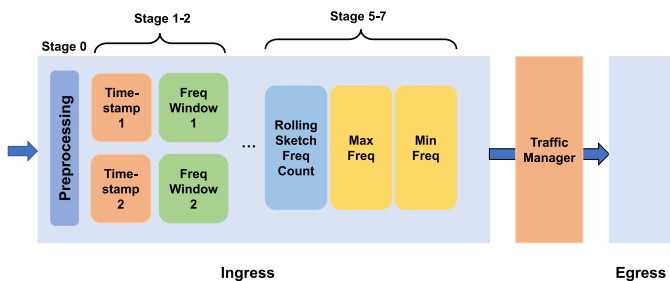 Stage 1-2
Stage 5-7
Stage 0
Preprocessing
Time-
stamp
1
Freq
Window
1
Time-
stamp
2
Freq
Window
2
...
Rolling
Sketch
Freq
Count
Max
Freq
Min
Freq
Traffic
Manager
Ingress
Egress